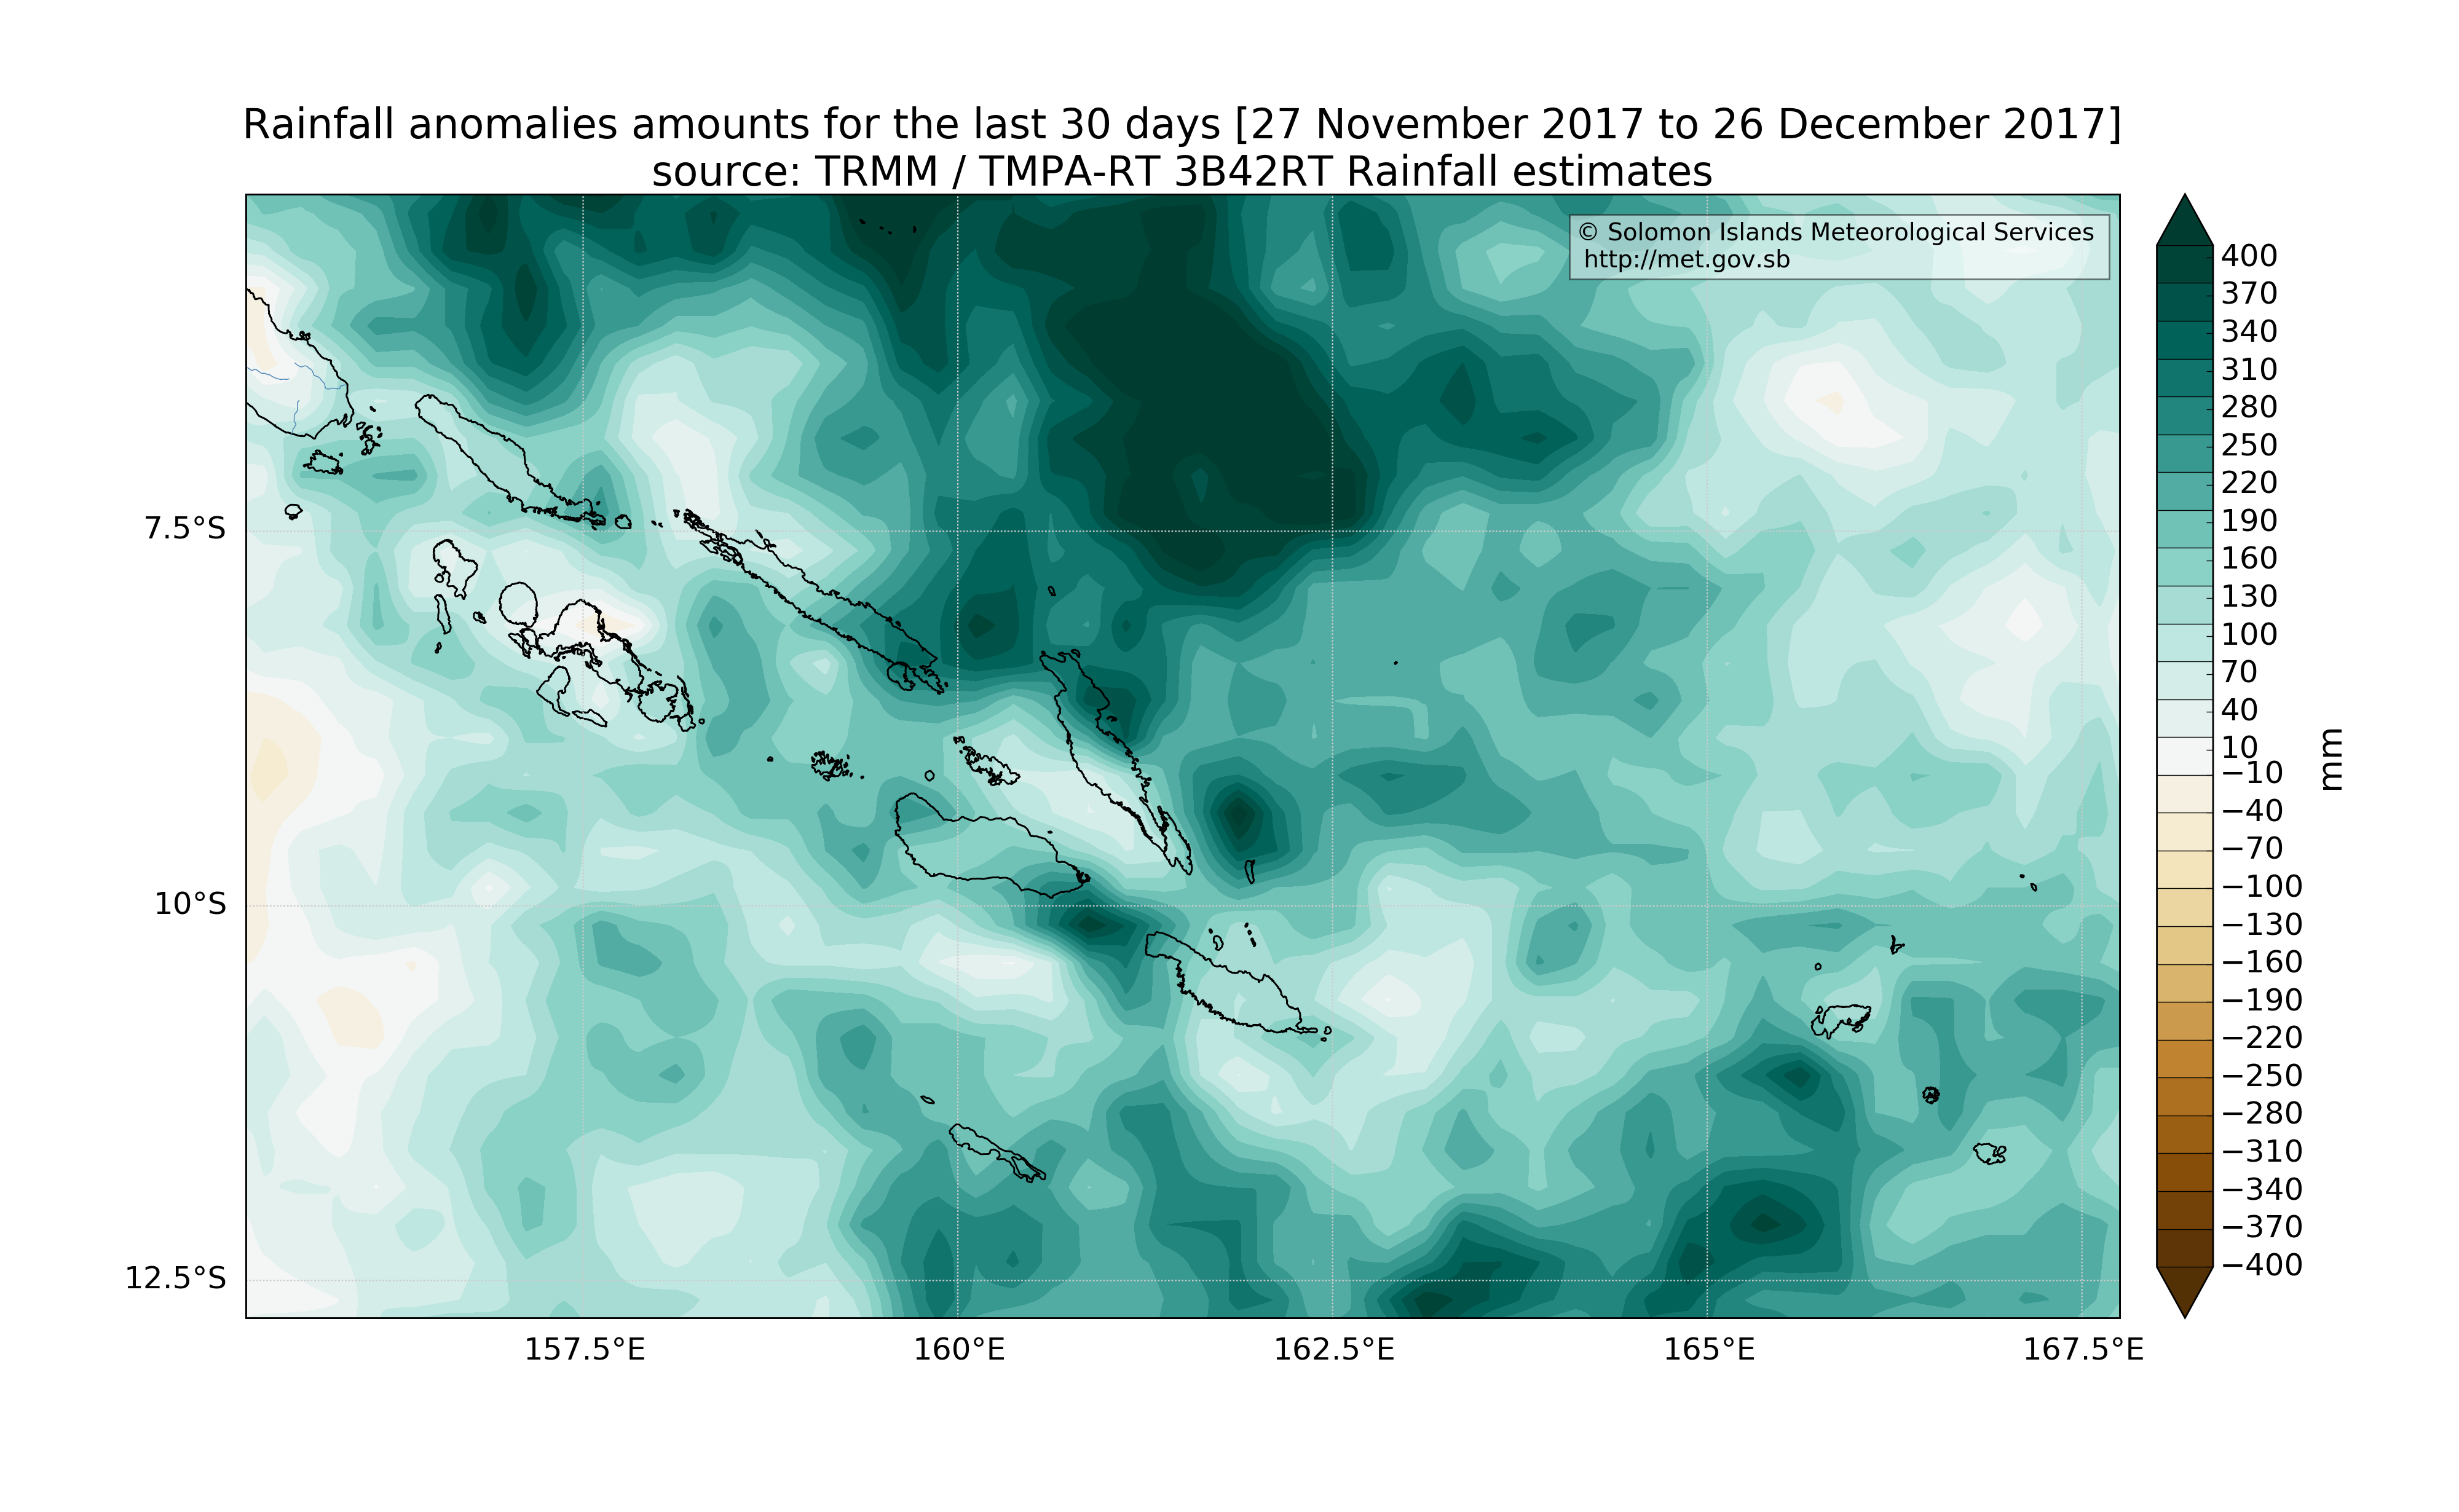 Rainfall anomalies amounts for the last 30 days [27 November 2017 to 26 December 2017]
source: TRMM / TMPA-RT 3B42RT Rainfall estimates
© Solomon Islands Meteorological Services
http://met.gov.sb
7.5°S
10°S
12.5°S
157.5°E
160°E
162.5°E
165°E
167.5°E
400
370
340
310
280
250
220
190
160
130
100
70
40
10
−10
−40
−70
−100
−130
−160
−190
−220
−250
−280
−310
−340
−370
−400
mm